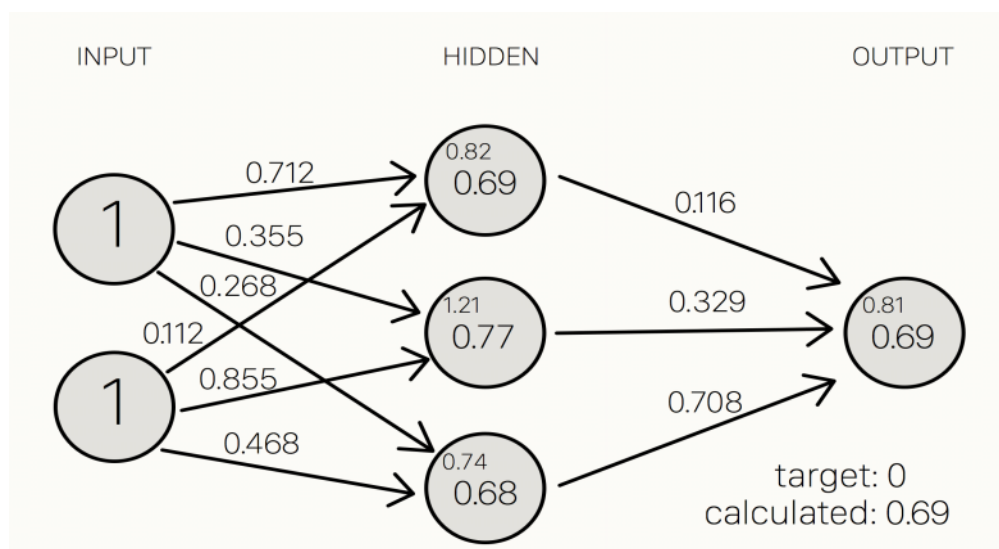 INPUT HIDDEN OUTPUT
0.82
0.712 0.69
0.116
1
0.355
0.268
1.21 0.329 0.81
0.112 0.77 0.69
0.855
1
0.708
0.468
0.74
0.68
target: 0
calculated: 0.69